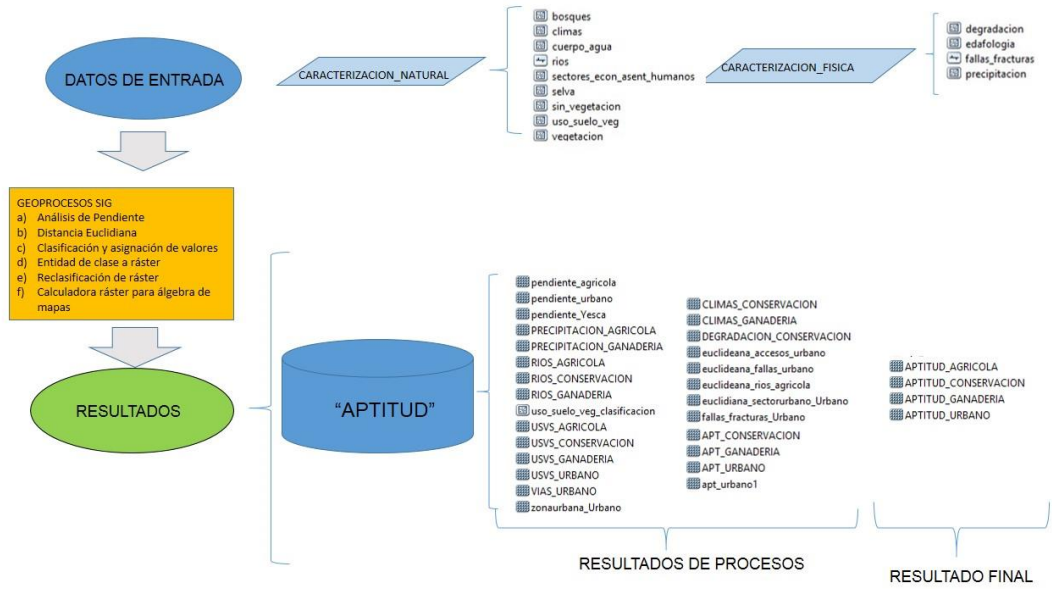 DATOS DE ENTRADA
CARACTERIZACION_NATURAL
bosques
climas
cuerpo_agua
rios
sectores_econ_asent_humanos
selva
sin_vegetacion
uso_suelo_veg
vegetacion
CARACTERIZACION_FISICA
degradacion
edafologia
fallas_fracturas
precipitacion
GEOPROCESOS SIG
a) Análisis de Pendiente
b) Distancia Euclidiana
c) Clasificación y asignación de valores
d) Entidad de clase a ráster
e) Reclasificación de ráster
f) Calculadora ráster para álgebra de
mapas
RESULTADOS
“APTITUD”
pendiente_agricola
pendiente_urbano
pendiente_Yesca
PRECIPITACION_AGRICOLA
PRECIPITACION_GANADERIA
RIOS_AGRICOLA
RIOS_CONSERVACION
RIOS_GANADERIA
uso_suelo_veg_clasificacion
USVS_AGRICOLA
USVS_CONSERVACION
USVS_GANADERIA
USVS_URBANO
VIAS_URBANO
zonaurbana_Urbano
CLIMAS_CONSERVACION
CLIMAS_GANADERIA
DEGRADACION_CONSERVACION
euclideana_accesos_urbano
euclideana_fallas_urbano
euclideana_rios_agricola
euclidiana_sectorurbano_Urbano
fallas_fracturas_Urbano
APT_CONSERVACION
APT_GANADERIA
APT_URBANO
apt_urbano1
APTITUD_AGRICOLA
APTITUD_CONSERVACION
APTITUD_GANADERIA
APTITUD_URBANO
RESULTADOS DE PROCESOS
RESULTADO FINAL